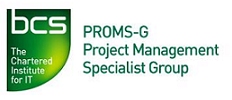 bcs
The
Chartered
Institute
for IT
PROMS-G
Project Management
Specialist Group